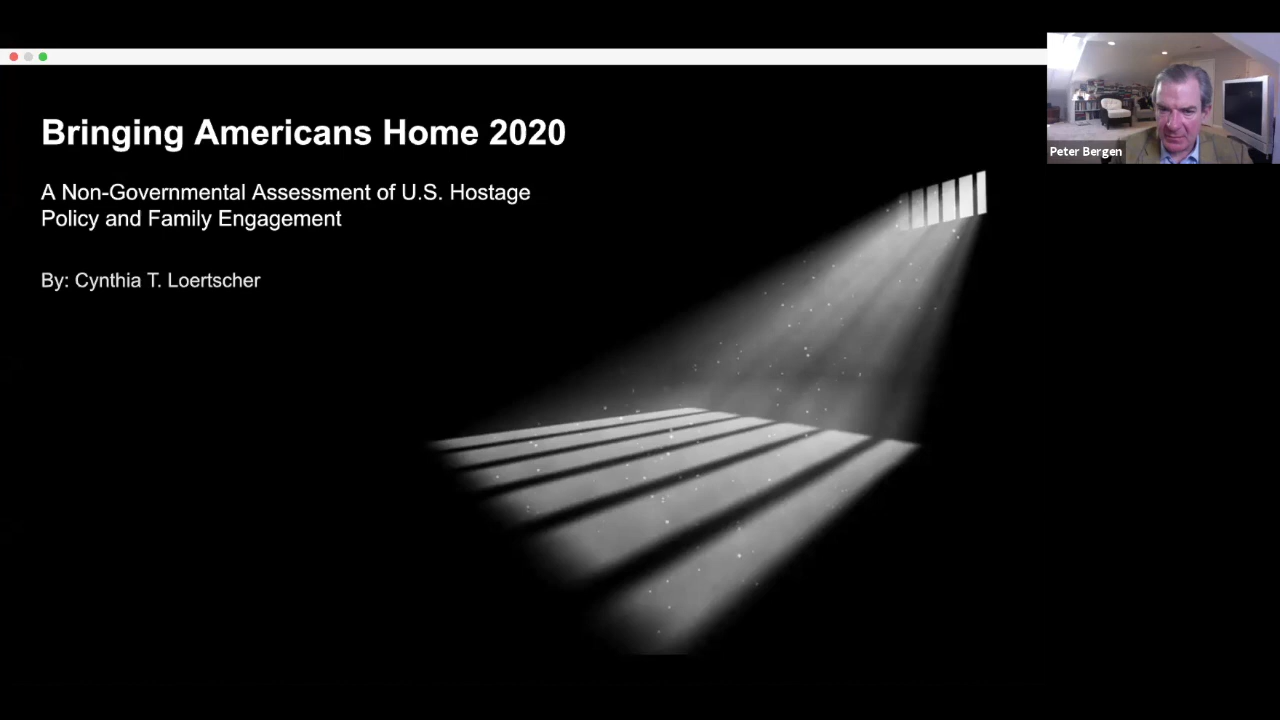 Bringing Americans Home 2020
A Non-Governmental Assessment of U.S. Hostage
Policy and Family Engagement
By: Cynthia T. Loertscher
Peter Bergen